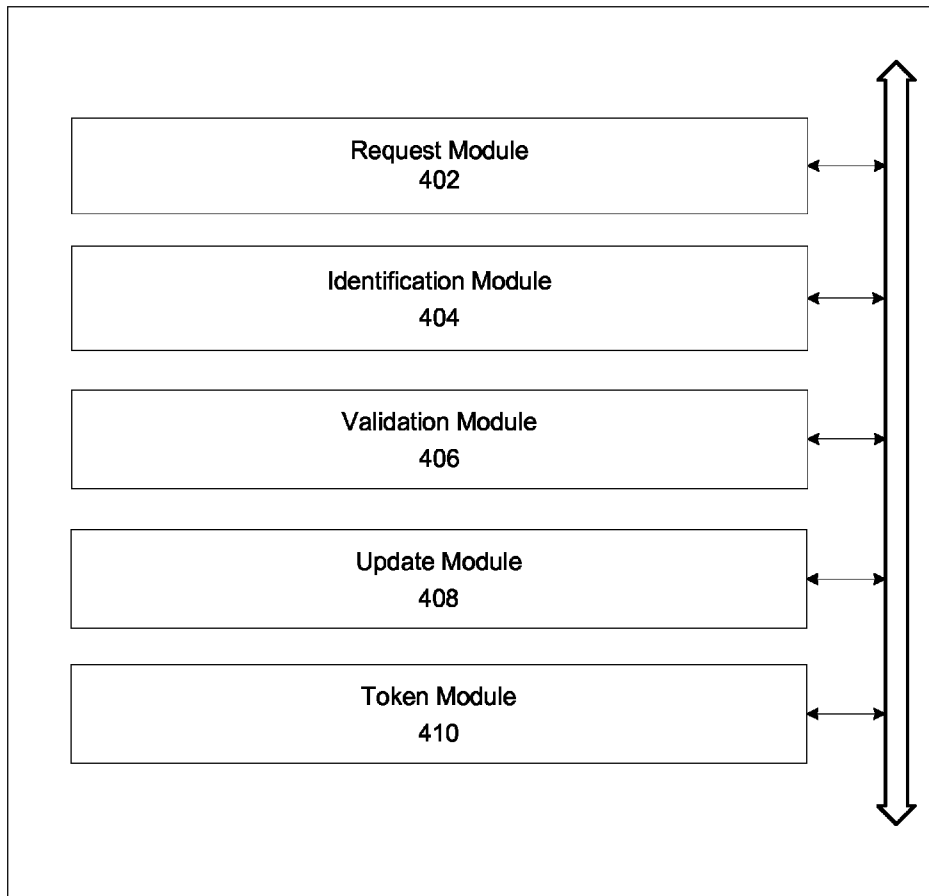 Request Module
402
Identification Module
404
Validation Module
406
Update Module
408
Token Module
410